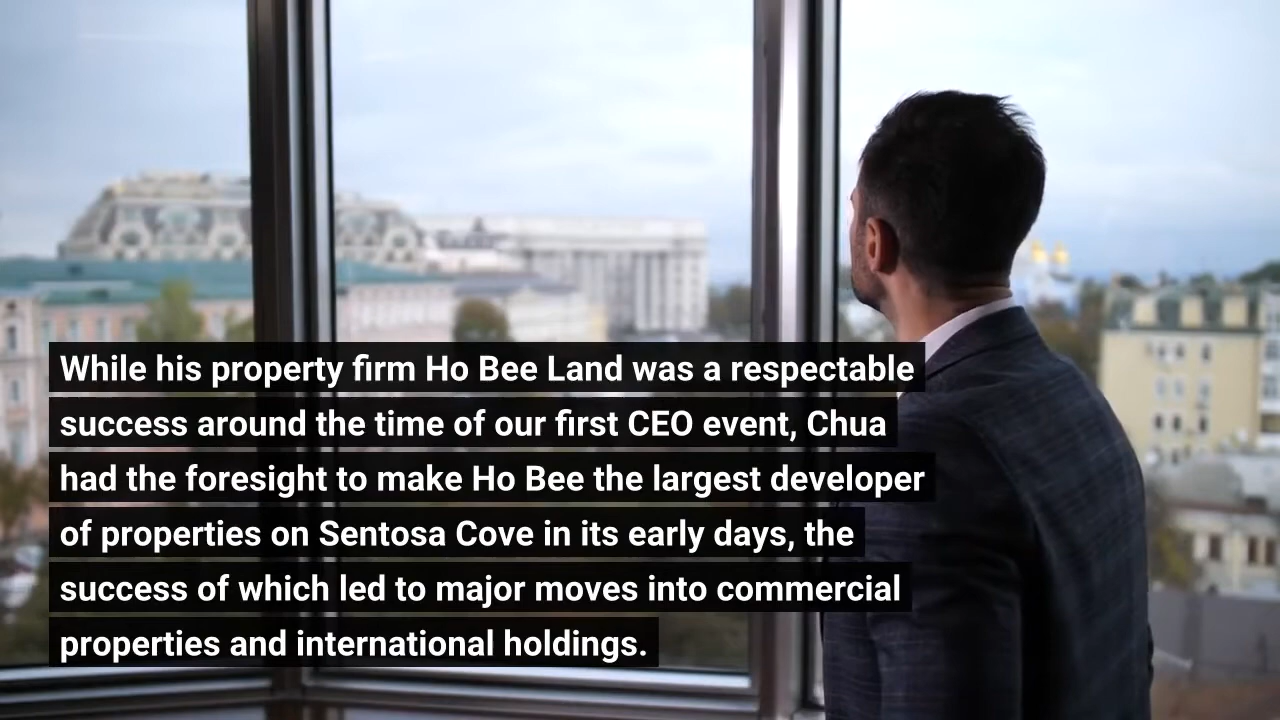 While his property firm Ho Bee Land was a respectable
success around the time of our first CEO event, Chua
had the foresight to make Ho Bee the largest developer
of properties on Sentosa Cove in its early days, the
success of which led to major moves into commercial
properties and international holdings.